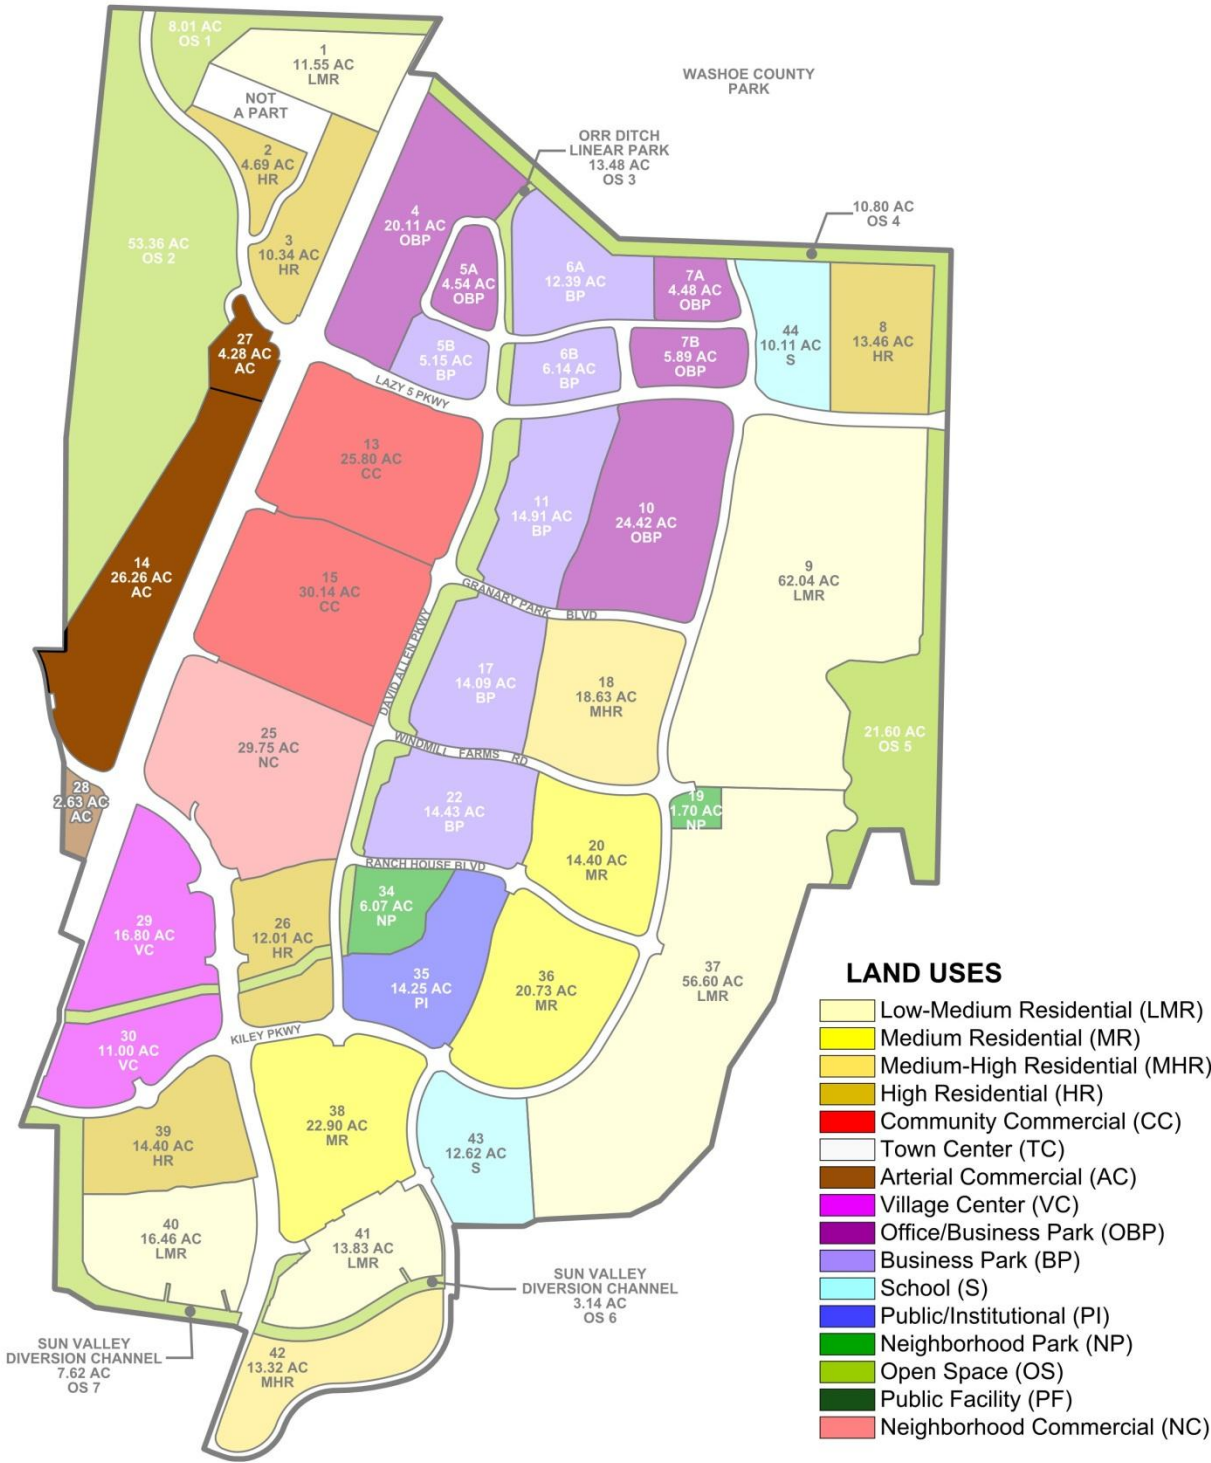 8.01 AC
OS 1
1
11.55 AC
LMR
NOT
A PART
WASHOE COUNTY
PARK
2
4.69 AC
HR
ORR DITCH
LINEAR PARK
13.48 AC
OS 3
10.80 AC
OS 4
53.36 AC
OS 2
3
10.34 AC
HR
4
20.11 AC
OBP
5A
4.54 AC
OBP
6A
12.39 AC
BP
7A
4.48 AC
OBP
44
10.11 AC
S
8
13.46 AC
HR
27
4.28 AC
AC
5B
5.15 AC
BP
6B
6.14 AC
BP
7B
5.89 AC
OBP
LAZY 5 PKWY
13
25.80 AC
CC
11
14.91 AC
BP
10
24.42 AC
OBP
9
62.04 AC
LMR
14
26.26 AC
AC
15
30.14 AC
CC
GRANARY PARK BLVD
DAVID ALLEN PKWY
17
14.09 AC
BP
18
18.63 AC
MHR
21.60 AC
OS 5
25
29.75 AC
NC
WINDMILL FARMS RD
28
2.63 AC
AC
22
14.43 AC
BP
19
1.70 AC
NP
20
14.40 AC
MR
RANCH HOUSE BLVD
29
16.80 AC
VC
26
12.01 AC
HR
34
6.07 AC
NP
35
14.25 AC
PI
36
20.73 AC
MR
37
56.60 AC
LMR
30
11.00 AC
VC
KILEY PKWY
39
14.40 AC
HR
38
22.90 AC
MR
43
12.62 AC
S
40
16.46 AC
LMR
41
13.83 AC
LMR
SUN VALLEY
DIVERSION CHANNEL
3.14 AC
OS 6
SUN VALLEY
DIVERSION CHANNEL
7.62 AC
OS 7
42
13.32 AC
MHR
LAND USES
Low-Medium Residential (LMR)
Medium Residential (MR)
Medium-High Residential (MHR)
High Residential (HR)
Community Commercial (CC)
Town Center (TC)
Arterial Commercial (AC)
Village Center (VC)
Office/Business Park (OBP)
Business Park (BP)
School (S)
Public/Institutional (PI)
Neighborhood Park (NP)
Open Space (OS)
Public Facility (PF)
Neighborhood Commercial (NC)